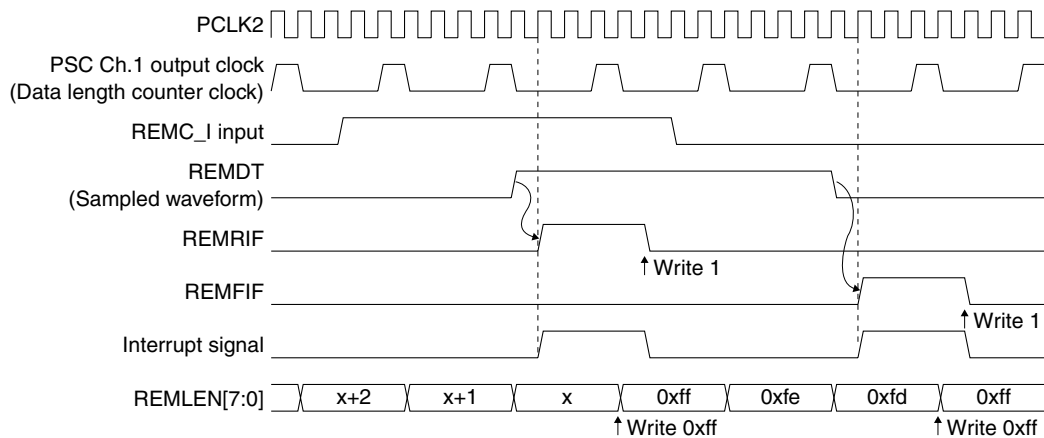 PCLK2
PSC Ch.1 output clock
(Data length counter clock)
REMC_I input
REMDT
(Sampled waveform)
REMRIF
Write 1
REMFIF
Write 1
Interrupt signal
REMLEN[7:0] x+2 x+1 x 0xff 0xfe 0xfd 0xff
Write 0xff Write 0xff